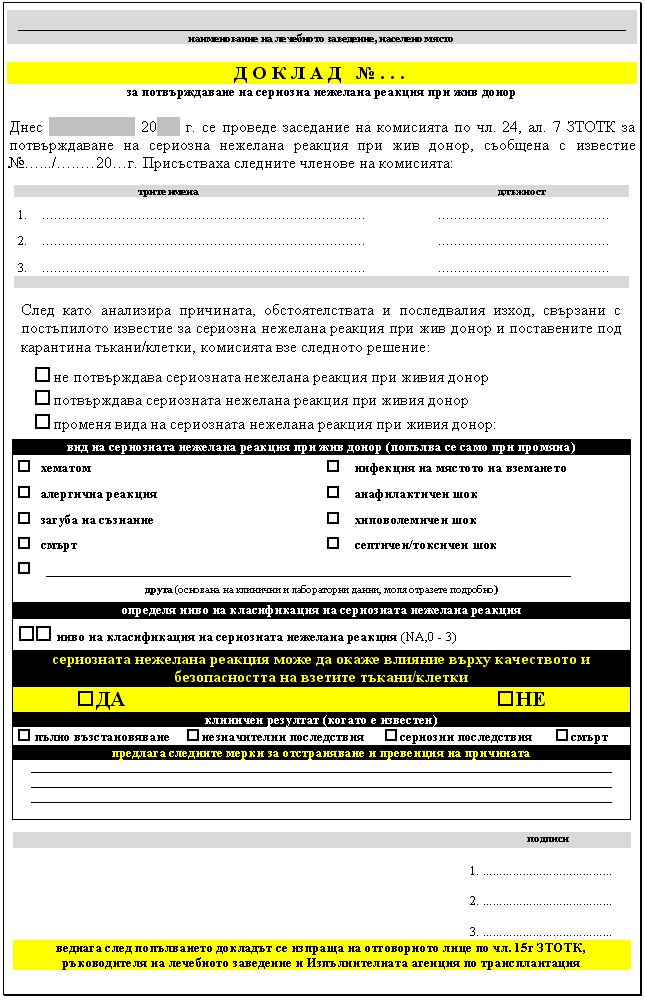 наименование на лечебното заведение, населено място
Д О К Л А Д № . . .
за потвърждаване на сериозна нежелана реакция при жив донор
Днес 20 г. се проведе заседание на комисията по чл. 24, ал. 7 ЗТОТК за
потвърждаване на сериозна нежелана реакция при жив донор, съобщена с известие
№....../.........20....г. Присъстваха следните членове на комисията:
трите имена длъжност
1. ................................................................................ ..........................................
2. ................................................................................ ..........................................
3. ................................................................................ ..........................................
След като анализира причината, обстоятелствата и последвалия изход, свързани с
постъпилото известие за сериозна нежелана реакция при жив донор и поставените под
карантина тъкани/клетки, комисията взе следното решение:
☐ не потвърждава сериозната нежелана реакция при живия донор
☐ потвърждава сериозната нежелана реакция при живия донор
☐ променя вида на сериозната нежелана реакция при живия донор:
вид на сериозната нежелана реакция при жив донор (попълва се само при промяна)
☐ хематом ☐ инфекция на мястото на вземането
☐ алергична реакция ☐ анафилактичен шок
☐ загуба на съзнание ☐ хиповолемичен шок
☐ смърт ☐ септичен/токсичен шок
☐
друга (основана на клинични и лабораторни данни, моля отразете подробно)
определя ниво на класификация на сериозната нежелана реакция
☐☐ ниво на класификация на сериозната нежелана реакция (NA,0 - 3)
сериозната нежелана реакция може да окаже влияние върху качеството и
безопасността на взетите тъкани/клетки
☐ДА ☐НЕ
клиничен резултат (когато е известен)
☐ пълно възстановяване ☐ незначителни последствия ☐ сериозни последствия ☐ смърт
предлага следните мерки за отстраняване и превенция на причината
подписи
1. .......................................
2. .......................................
3. .......................................
веднага след попълването докладът се изпраща на отговорното лице по чл. 15г ЗТОТК,
ръководителя на лечебното заведение и Изпълнителната агенция по трансплантация